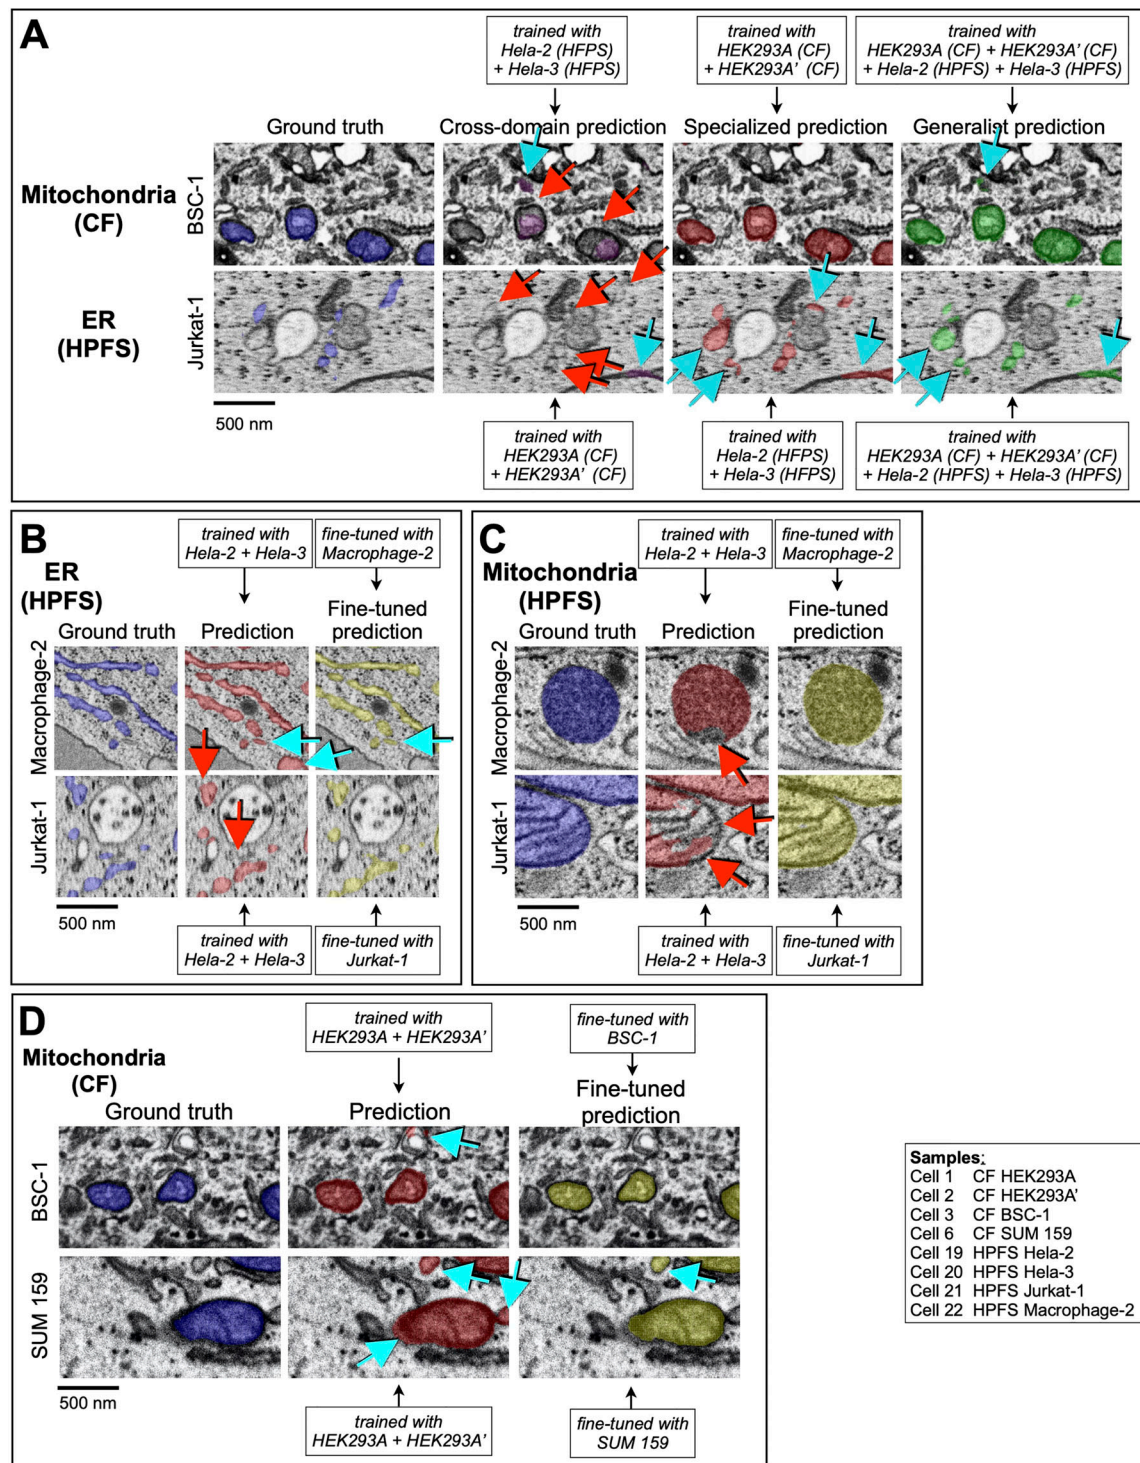 A
trained with
Hela-2 (HFPS)
+ Hela-3 (HFPS)
trained with
HEK293A (CF)
+ HEK293A’ (CF)
trained with
HEK293A (CF) + HEK293A’ (CF)
+ Hela-2 (HPFS) + Hela-3 (HPFS)
Ground truth
Cross-domain prediction
Specialized prediction
Generalist prediction
Mitochondria
(CF)
BSC-1
ER
(HPFS)
Jurkat-1
500 nm
trained with
HEK293A (CF)
+ HEK293A’ (CF)
trained with
Hela-2 (HFPS)
+ Hela-3 (HFPS)
trained with
HEK293A (CF) + HEK293A’ (CF)
+ Hela-2 (HPFS) + Hela-3 (HPFS)
B
ER
(HPFS)
trained with
Hela-2 + Hela-3
fine-tuned with
Macrophage-2
Ground truth
Prediction
Fine-tuned
prediction
Macrophage-2
Jurkat-1
500 nm
trained with
Hela-2 + Hela-3
fine-tuned with
Jurkat-1
C
Mitochondria
(HPFS)
trained with
Hela-2 + Hela-3
fine-tuned with
Macrophage-2
Ground truth
Prediction
Fine-tuned
prediction
Macrophage-2
Jurkat-1
500 nm
trained with
Hela-2 + Hela-3
fine-tuned with
Jurkat-1
D
Mitochondria
(CF)
trained with
HEK293A + HEK293A’
fine-tuned with
BSC-1
Ground truth
Prediction
Fine-tuned
prediction
BSC-1
SUM 159
500 nm
trained with
HEK293A + HEK293A’
fine-tuned with
SUM 159
Samples:
Cell 1 CF HEK293A
Cell 2 CF HEK293A’
Cell 3 CF BSC-1
Cell 6 CF SUM 159
Cell 19 HPFS Hela-2
Cell 20 HPFS Hela-3
Cell 21 HPFS Jurkat-1
Cell 22 HPFS Macrophage-2